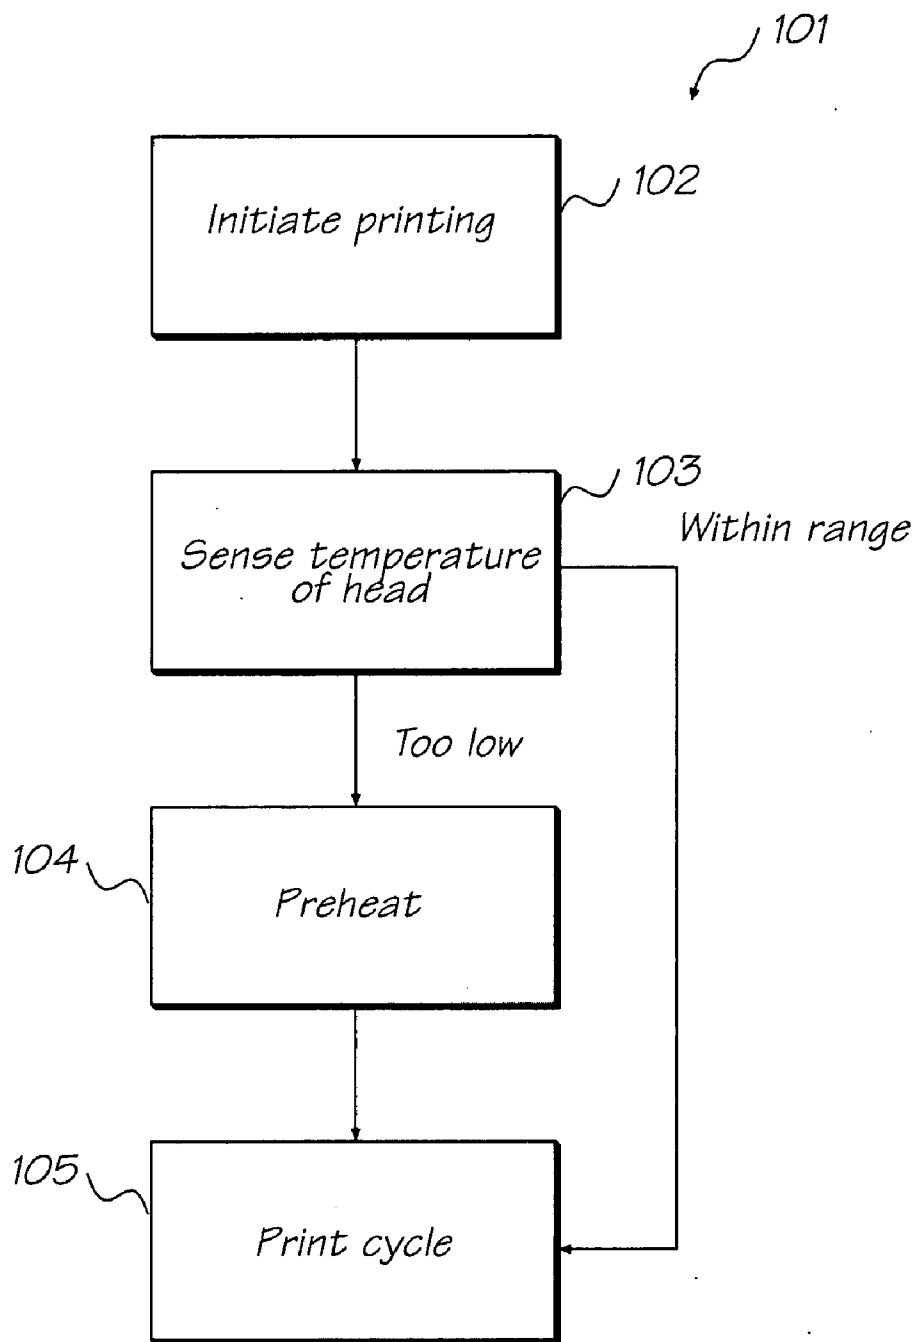 101
Initiate printing
102
Sense temperature
of head
103
Within range
Too low
104
Preheat
105
Print cycle